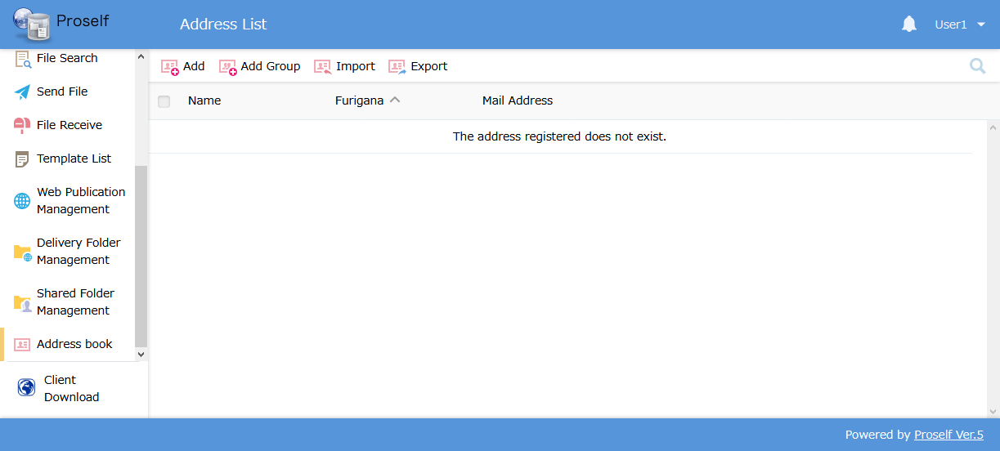 Proself
Address List
User1
File Search
Send File
File Receive
Template List
Web Publication
Management
Delivery Folder
Management
Shared Folder
Management
Address book
Client
Download
Add
Add Group
Import
Export
Name
Furigana
Mail Address
The address registered does not exist.
Powered by Proself Ver.5